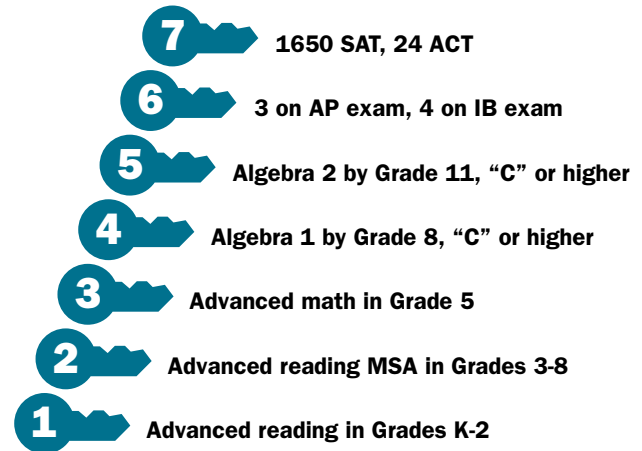 7 1650 SAT, 24 ACT
6 3 on AP exam, 4 on IB exam
5 Algebra 2 by Grade 11, “C” or higher
4 Algebra 1 by Grade 8, “C” or higher
3 Advanced math in Grade 5
2 Advanced reading MSA in Grades 3-8
1 Advanced reading in Grades K-2